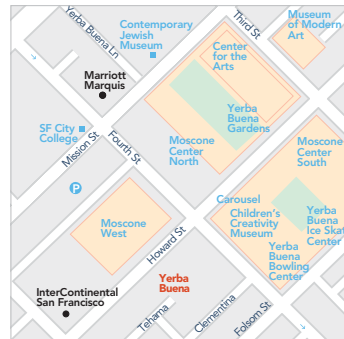 Yerba Buena Ln
Contemporary
Jewish
Museum
Third St
Museum
of Modern
Art
Center
for the
Arts
Marriott
Marquis
Yerba
Buena
Gardens
SF City
College
Mission St
Fourth St
Moscone
Center
North
Moscone
Center
South
P
Carousel
Children's
Creativity
Museum
Moscone
West
Howard St
Yerba
Buena
Ice Skat
Center
Yerba
Buena
Bowling
Center
Yerba
Buena
InterContinental
San Francisco
Tehama
Clementina
Folsom St